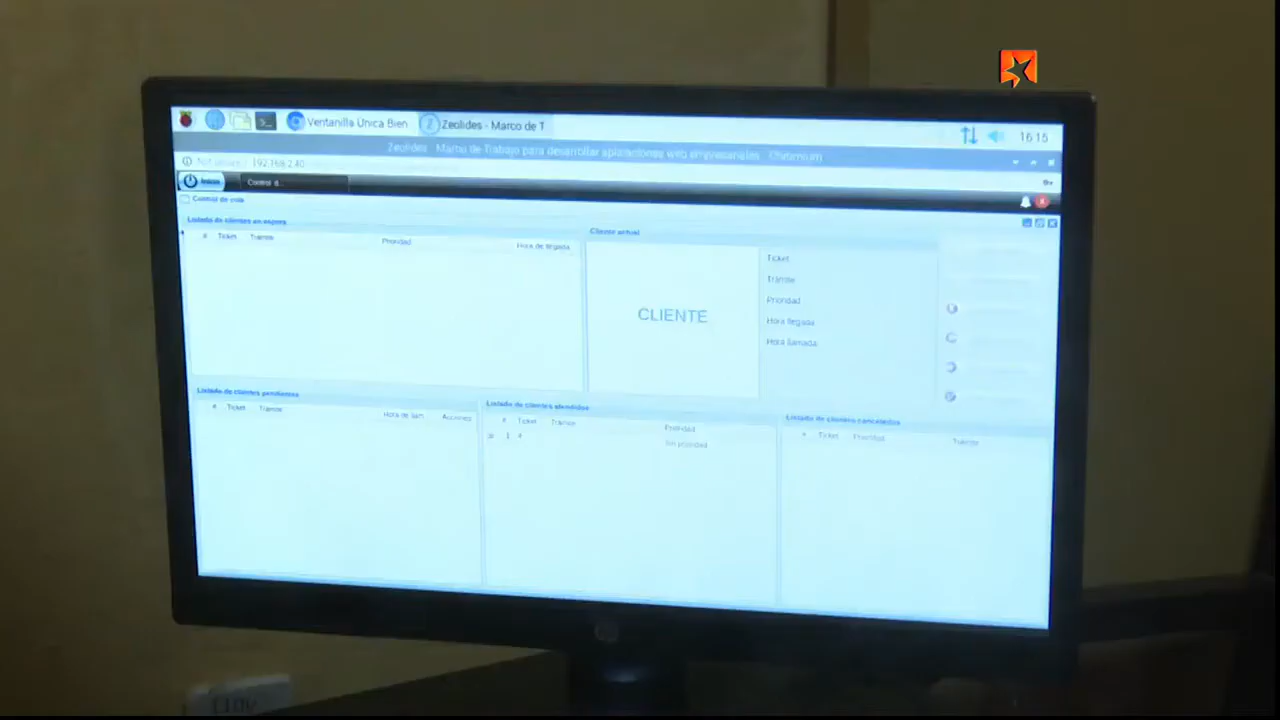 Ventanilla Única Bien
Zeolides - Marco de T
16:15
Zeolides - Marco de Trabajo para desarrollar aplicaciones web empresariales - Chromium
192.168.2.40
Inicio
Control d...
Control de cola
Listado de clientes en espera
# Ticket Trámite Prioridad Hora de llegada
Cliente actual
CLIENTE
Ticket
Trámite
Prioridad
Hora llegada
Hora llamada
Listado de clientes pendientes
# Ticket Trámite Hora de llam Acciones
Listado de clientes atendidos
# Ticket Trámite Prioridad
1 4 Sin prioridad
Listado de clientes cancelados
Ticket Prioridad Trámite